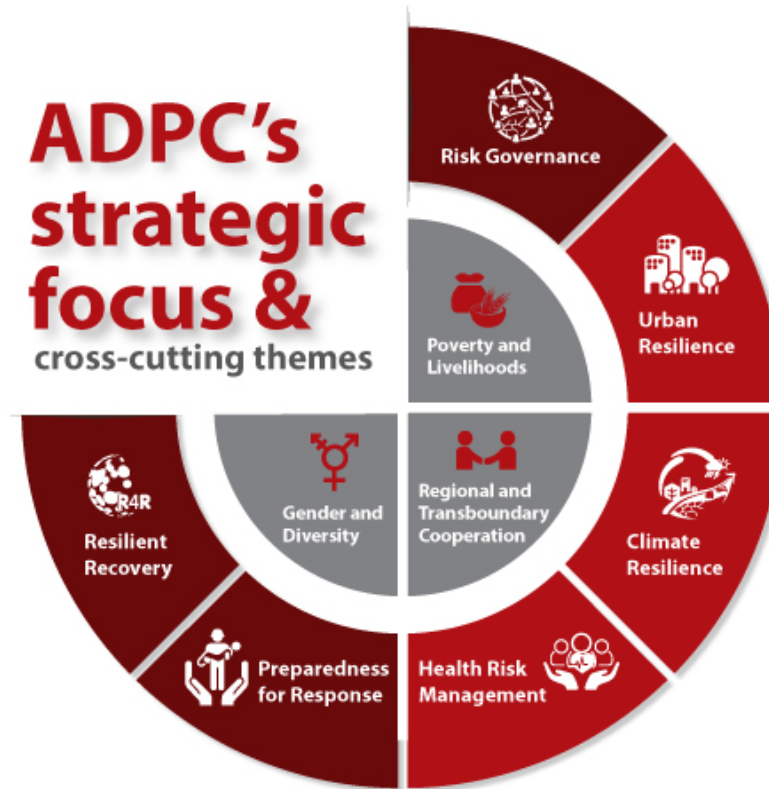 ADPC's
strategic
focus &
cross-cutting themes
Risk Governance
Urban
Resilience
Climate
Resilience
Health Risk
Management
Preparedness
for Response
R4R
Resilient
Recovery
Poverty and
Livelihoods
Regional and
Transboundary
Cooperation
Gender and
Diversity